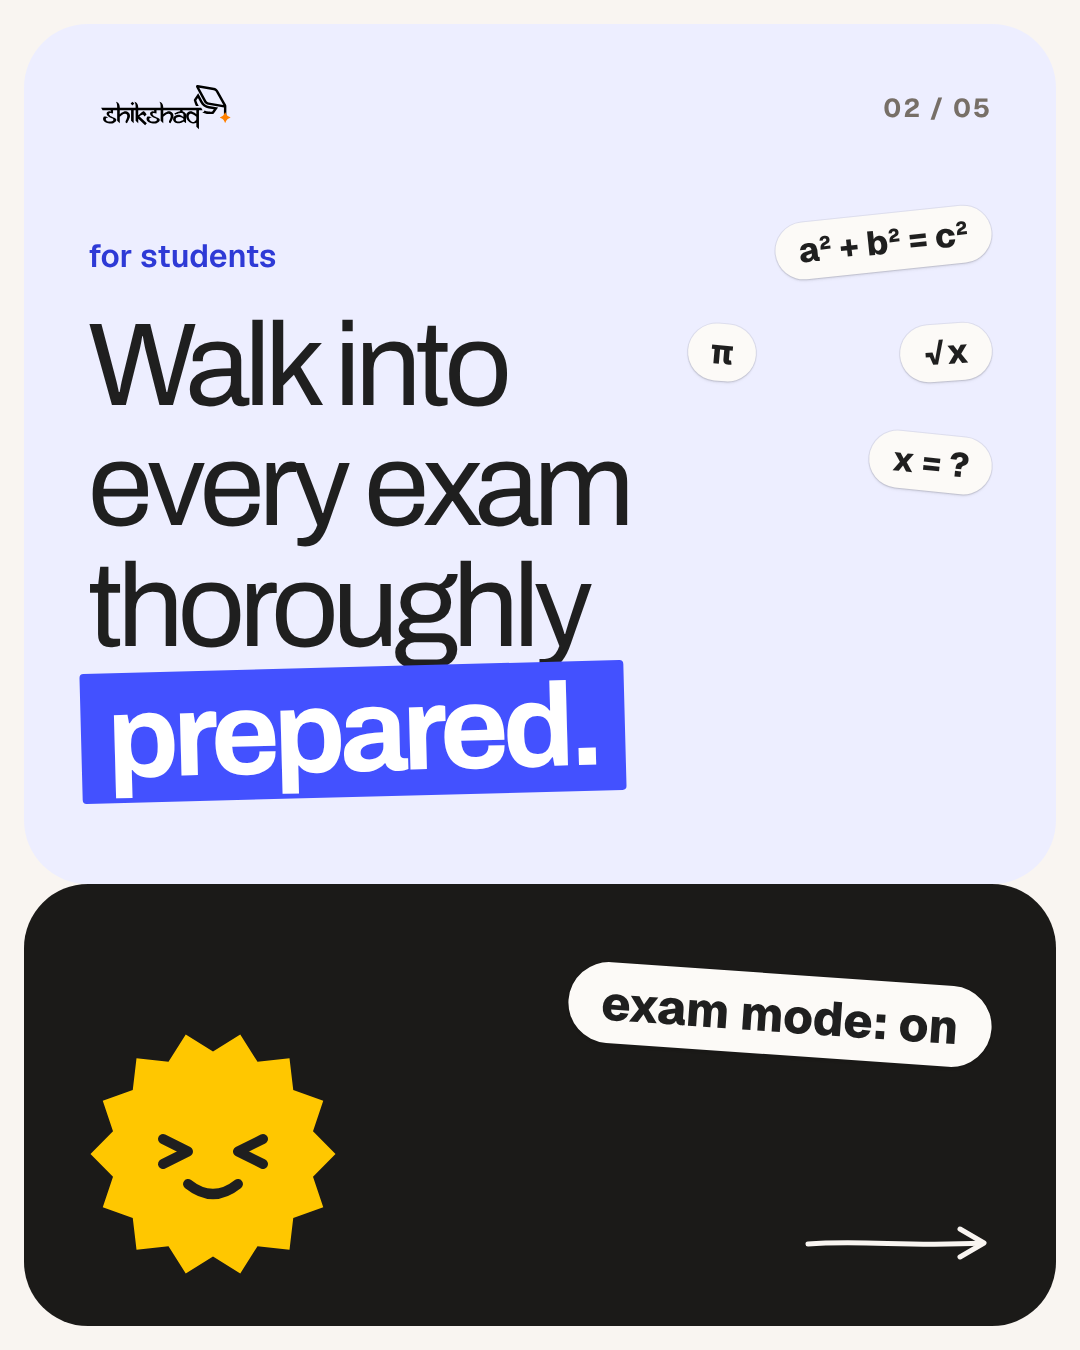 shikshaq
02 / 05
for students
a² + b² = c²
Walk into
π
√x
every exam
x = ?
thoroughly
prepared.
exam mode: on